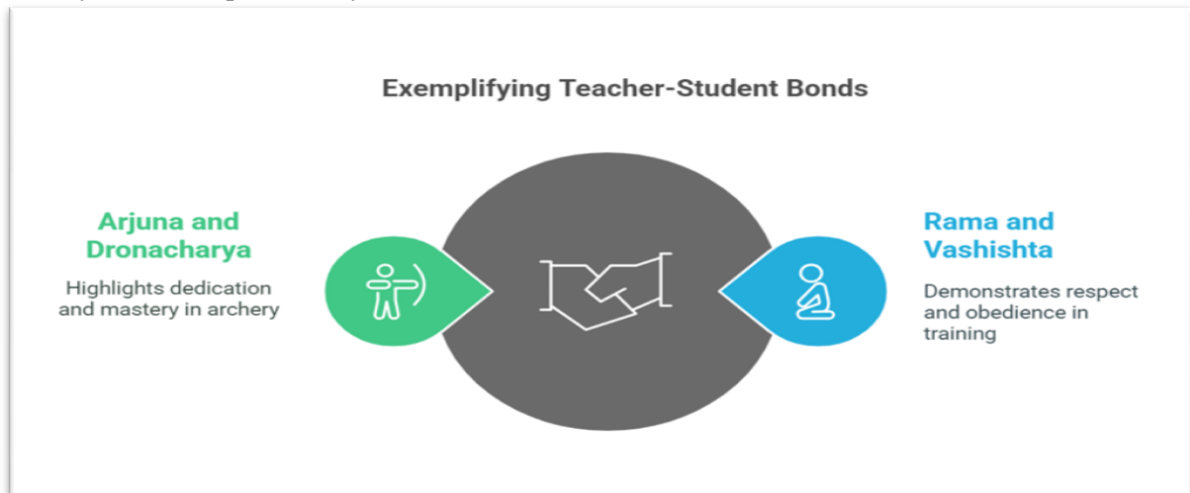 Exemplifying Teacher-Student Bonds
Arjuna and
Dronacharya
Highlights dedication
and mastery in archery
Rama and
Vashishta
Demonstrates respect
and obedience in
training